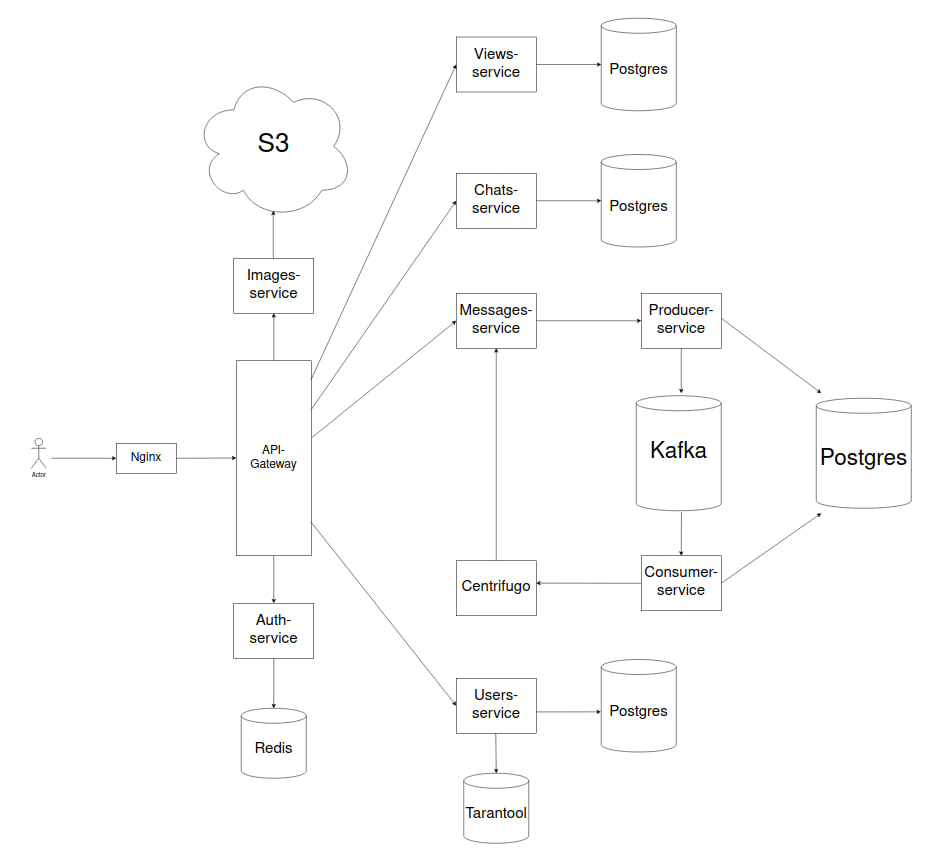 Views-
service
Postgres
S3
Chats-
service
Postgres
Images-
service
Messages-
service
Producer-
service
API-
Gateway
Kafka
Postgres
Nginx
Actor
Centrifugo
Consumer-
service
Auth-
service
Users-
service
Postgres
Redis
Tarantool